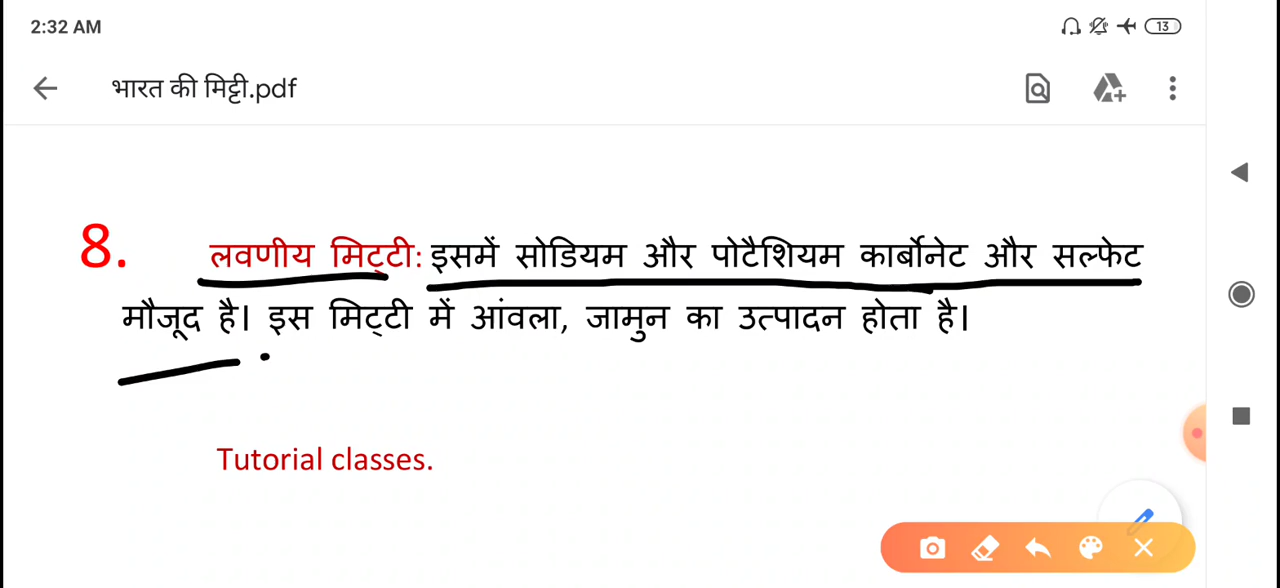 2:32 AM
13
भारत की मिट्टी.pdf
8. लवणीय मिट्टी: इसमें सोडियम और पोटैशियम कार्बोनेट और सल्फेट
मौजूद है। इस मिट्टी में आंवला, जामुन का उत्पादन होता है।
Tutorial classes.